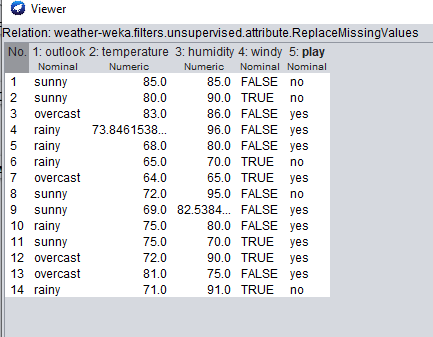 Viewer
Relation: weather-weka.filters.unsupervised.attribute.ReplaceMissingValues
No. 1: outlook 2: temperature 3: humidity 4: windy 5: play
Nominal Numeric Numeric Nominal Nominal
1 sunny 85.0 85.0 FALSE no
2 sunny 80.0 90.0 TRUE no
3 overcast 83.0 86.0 FALSE yes
4 rainy 73.8461538... 96.0 FALSE yes
5 rainy 68.0 80.0 FALSE yes
6 rainy 65.0 70.0 TRUE no
7 overcast 64.0 65.0 TRUE yes
8 sunny 72.0 95.0 FALSE no
9 sunny 69.0 82.5384... FALSE yes
10 rainy 75.0 80.0 FALSE yes
11 sunny 75.0 70.0 TRUE yes
12 overcast 72.0 90.0 TRUE yes
13 overcast 81.0 75.0 FALSE yes
14 rainy 71.0 91.0 TRUE no